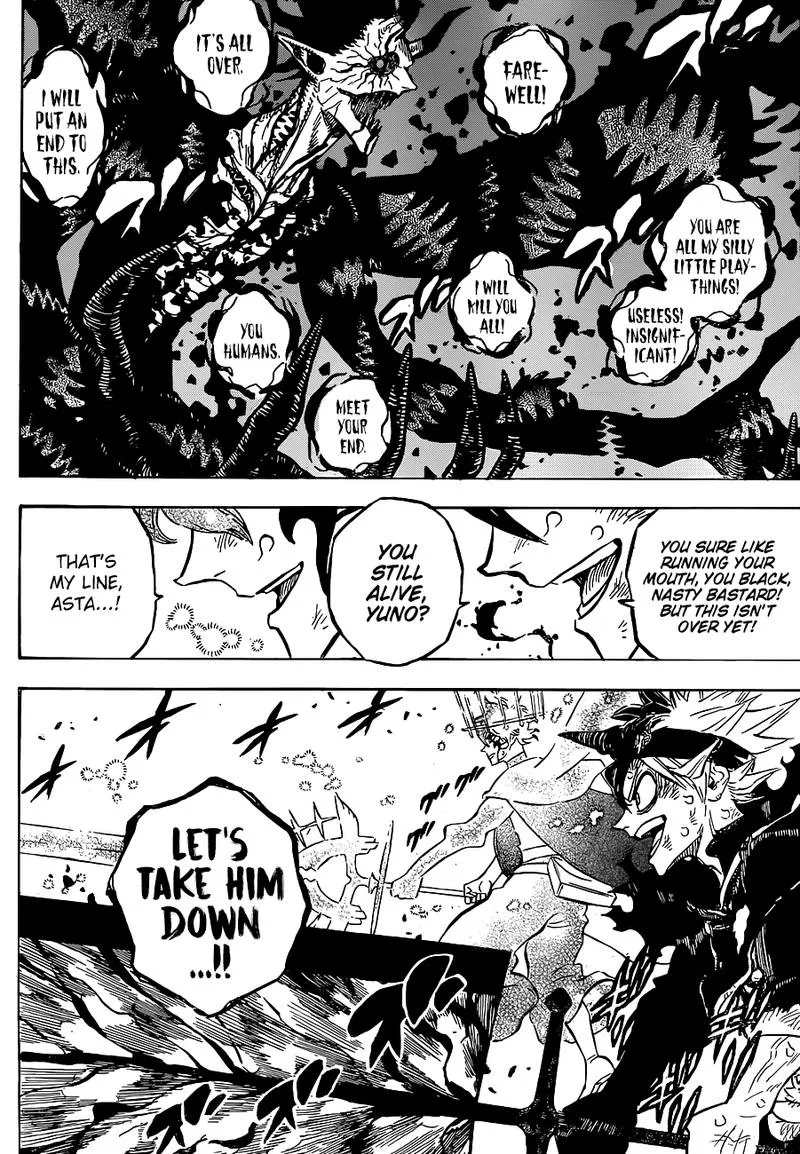 FARE-
WELL!
YOU ARE
ALL MY SILLY
LITTLE PLAY-
THINGS!
USELESS!
INSIGNIF-
ICANT!
I WILL
KILL YOU
ALL!
IT'S ALL
OVER.
I WILL
PUT AN
END TO
THIS.
YOU
HUMANS.
MEET
YOUR
END.
YOU SURE LIKE
RUNNING YOUR
MOUTH, YOU BLACK,
NASTY BASTARD!
BUT THIS ISN'T
OVER YET!
YOU
STILL
ALIVE,
YUNO?
THAT'S
MY LINE,
ASTA...!
LET'S
TAKE HIM
DOWN
...!!